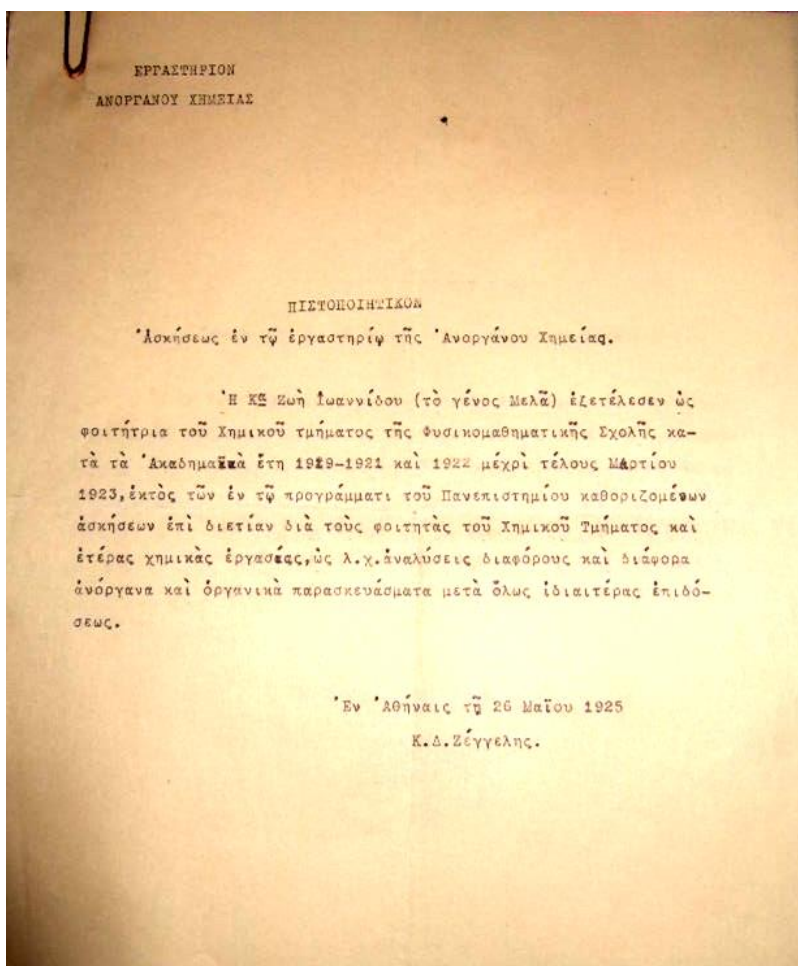 ΕΡΓΑΣΤΗΡΙΟΝ
ΑΝΟΡΓΑΝΟΥ ΧΗΜΕΙΑΣ
ΠΙΣΤΟΠΟΙΗΤΙΚΟΝ
Ἀσκήσεως ἐν τῷ ἐργαστηρίῳ τῆς Ἀνοργάνου Χημείας.
Ἡ Κα Ζωὴ Ἰωαννίδου (τὸ γένος Μελᾶ) ἐξετέλεσεν ὡς
φοιτήτρια τοῦ Χημικοῦ τμήματος τῆς Φυσικομαθηματικῆς Σχολῆς κα-
τὰ τὰ Ἀκαδημαϊκὰ ἔτη 1919-1921 καὶ 1922 μέχρι τέλους Μαρτίου
1923, ἐκτὸς τῶν ἐν τῷ προγράμματι τοῦ Πανεπιστημίου καθοριζομένων
ἀσκήσεων ἐπὶ διετίαν διὰ τοὺς φοιτητὰς τοῦ Χημικοῦ Τμήματος καὶ
ἑτέρας χημικὰς ἐργασίας, ὡς λ.χ. ἀναλύσεις διαφόρους καὶ διάφορα
ἀνόργανα καὶ ὀργανικὰ παρασκευάσματα μετὰ ὅλως ἰδιαιτέρας ἐπιδό-
σεως.
Ἐν Ἀθήναις τῇ 26 Μαΐου 1925
Κ.Δ.Ζέγγελης.